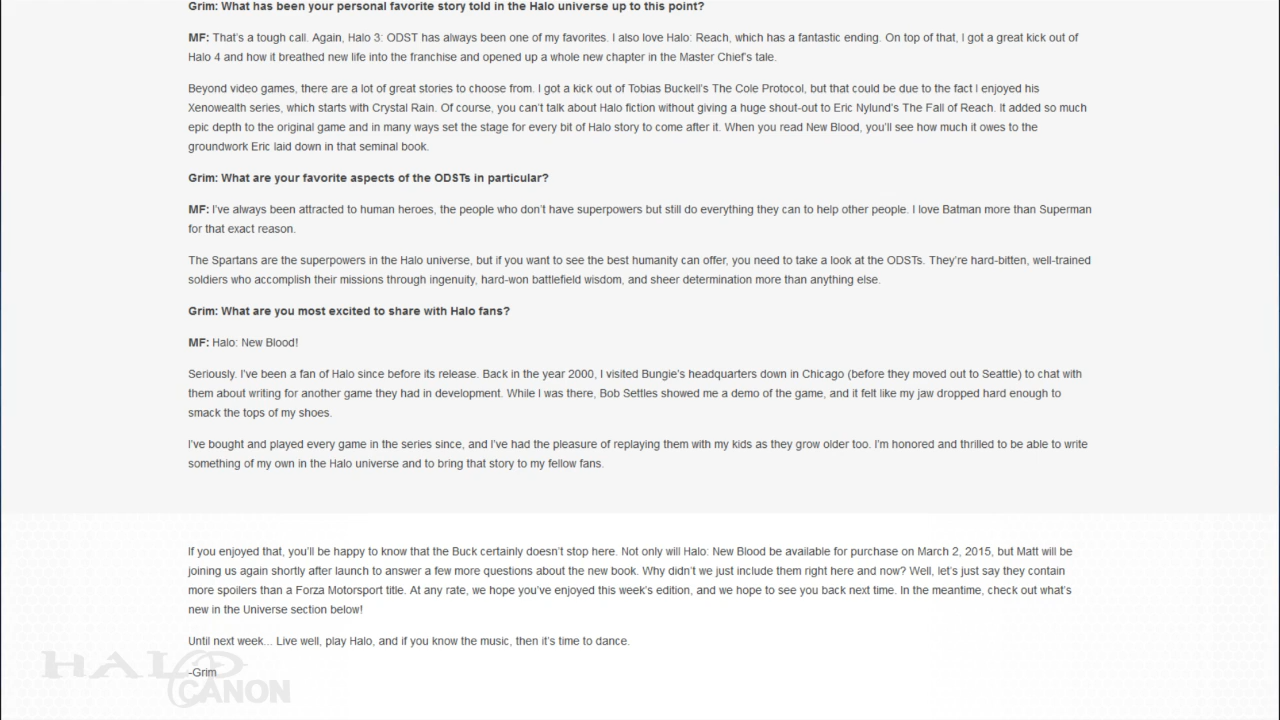 Grim: What has been your personal favorite story told in the Halo universe up to this point?
MF: That's a tough call. Again, Halo 3: ODST has always been one of my favorites. I also love Halo: Reach, which has a fantastic ending. On top of that, I got a great kick out of
Halo 4 and how it breathed new life into the franchise and opened up a whole new chapter in the Master Chief's tale.
Beyond video games, there are a lot of great stories to choose from. I got a kick out of Tobias Buckell's The Cole Protocol, but that could be due to the fact I enjoyed his
Xenowealth series, which starts with Crystal Rain. Of course, you can't talk about Halo fiction without giving a huge shout-out to Eric Nylund's The Fall of Reach. It added so much
epic depth to the original game and in many ways set the stage for every bit of Halo story to come after it. When you read New Blood, you'll see how much it owes to the
groundwork Eric laid down in that seminal book.
Grim: What are your favorite aspects of the ODSTs in particular?
MF: I've always been attracted to human heroes, the people who don't have superpowers but still do everything they can to help other people. I love Batman more than Superman
for that exact reason.
The Spartans are the superpowers in the Halo universe, but if you want to see the best humanity can offer, you need to take a look at the ODSTs. They're hard-bitten, well-trained
soldiers who accomplish their missions through ingenuity, hard-won battlefield wisdom, and sheer determination more than anything else.
Grim: What are you most excited to share with Halo fans?
MF: Halo: New Blood!
Seriously. I've been a fan of Halo since before its release. Back in the year 2000, I visited Bungie's headquarters down in Chicago (before they moved out to Seattle) to chat with
them about writing for another game they had in development. While I was there, Bob Settles showed me a demo of the game, and it felt like my jaw dropped hard enough to
smack the tops of my shoes.
I've bought and played every game in the series since, and I've had the pleasure of replaying them with my kids as they grow older too. I'm honored and thrilled to be able to write
something of my own in the Halo universe and to bring that story to my fellow fans.
If you enjoyed that, you'll be happy to know that the Buck certainly doesn't stop here. Not only will Halo: New Blood be available for purchase on March 2, 2015, but Matt will be
joining us again shortly after launch to answer a few more questions about the new book. Why didn't we just include them right here and now? Well, let's just say they contain
more spoilers than a Forza Motorsport title. At any rate, we hope you've enjoyed this week's edition, and we hope to see you back next time. In the meantime, check out what's
new in the Universe section below!
Until next week... Live well, play Halo, and if you know the music, then it's time to dance.
-Grim
HALO
CANON